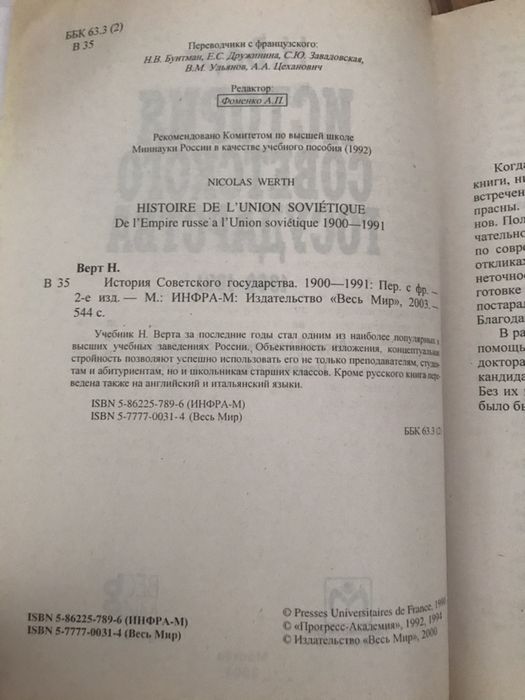 ББК 63.3 (2)
В 35
Переводчики с французского:
Н.В. Бунтман, Е.С. Дружинина, С.Ю. Завадовская,
В.М. Ульянов, А.А. Цеханович
Редактор:
Фоменко А.П.
Рекомендовано Комитетом по высшей школе
Миннауки России в качестве учебного пособия (1992)
NICOLAS WERTH
HISTOIRE DE L'UNION SOVIÉTIQUE
De l'Empire russe a l'Union soviétique 1900—1991
Верт Н.
В 35 История Советского государства. 1900—1991: Пер. с фр. –
2-е изд. — М.: ИНФРА-М: Издательство «Весь Мир», 2003. –
544 с.
Учебник Н. Верта за последние годы стал одним из наиболее популярных в
высших учебных заведениях России. Объективность изложения, концептуальная
стройность позволяют успешно использовать его не только преподавателям, студен-
там и абитуриентам, но и школьникам старших классов. Кроме русского книга пере-
ведена также на английский и итальянский языки.
ISBN 5-86225-789-6 (ИНФРА-М)
ISBN 5-7777-0031-4 (Весь Мир)
ББК 63.3 (2)
ISBN 5-86225-789-6 (ИНФРА-М)
ISBN 5-7777-0031-4 (Весь Мир)
© Presses Universitaires de France,
© «Прогресс-Академия», 1992, 1994
© Издательство «Весь Мир», 2000
Когда
книги, ни
встречен
прасны.
нов. Пол
чательно
по совре
откликах
неточно
готовке
постарал
Благода
В ра
помощь
доктора
кандида
Без их
было бы